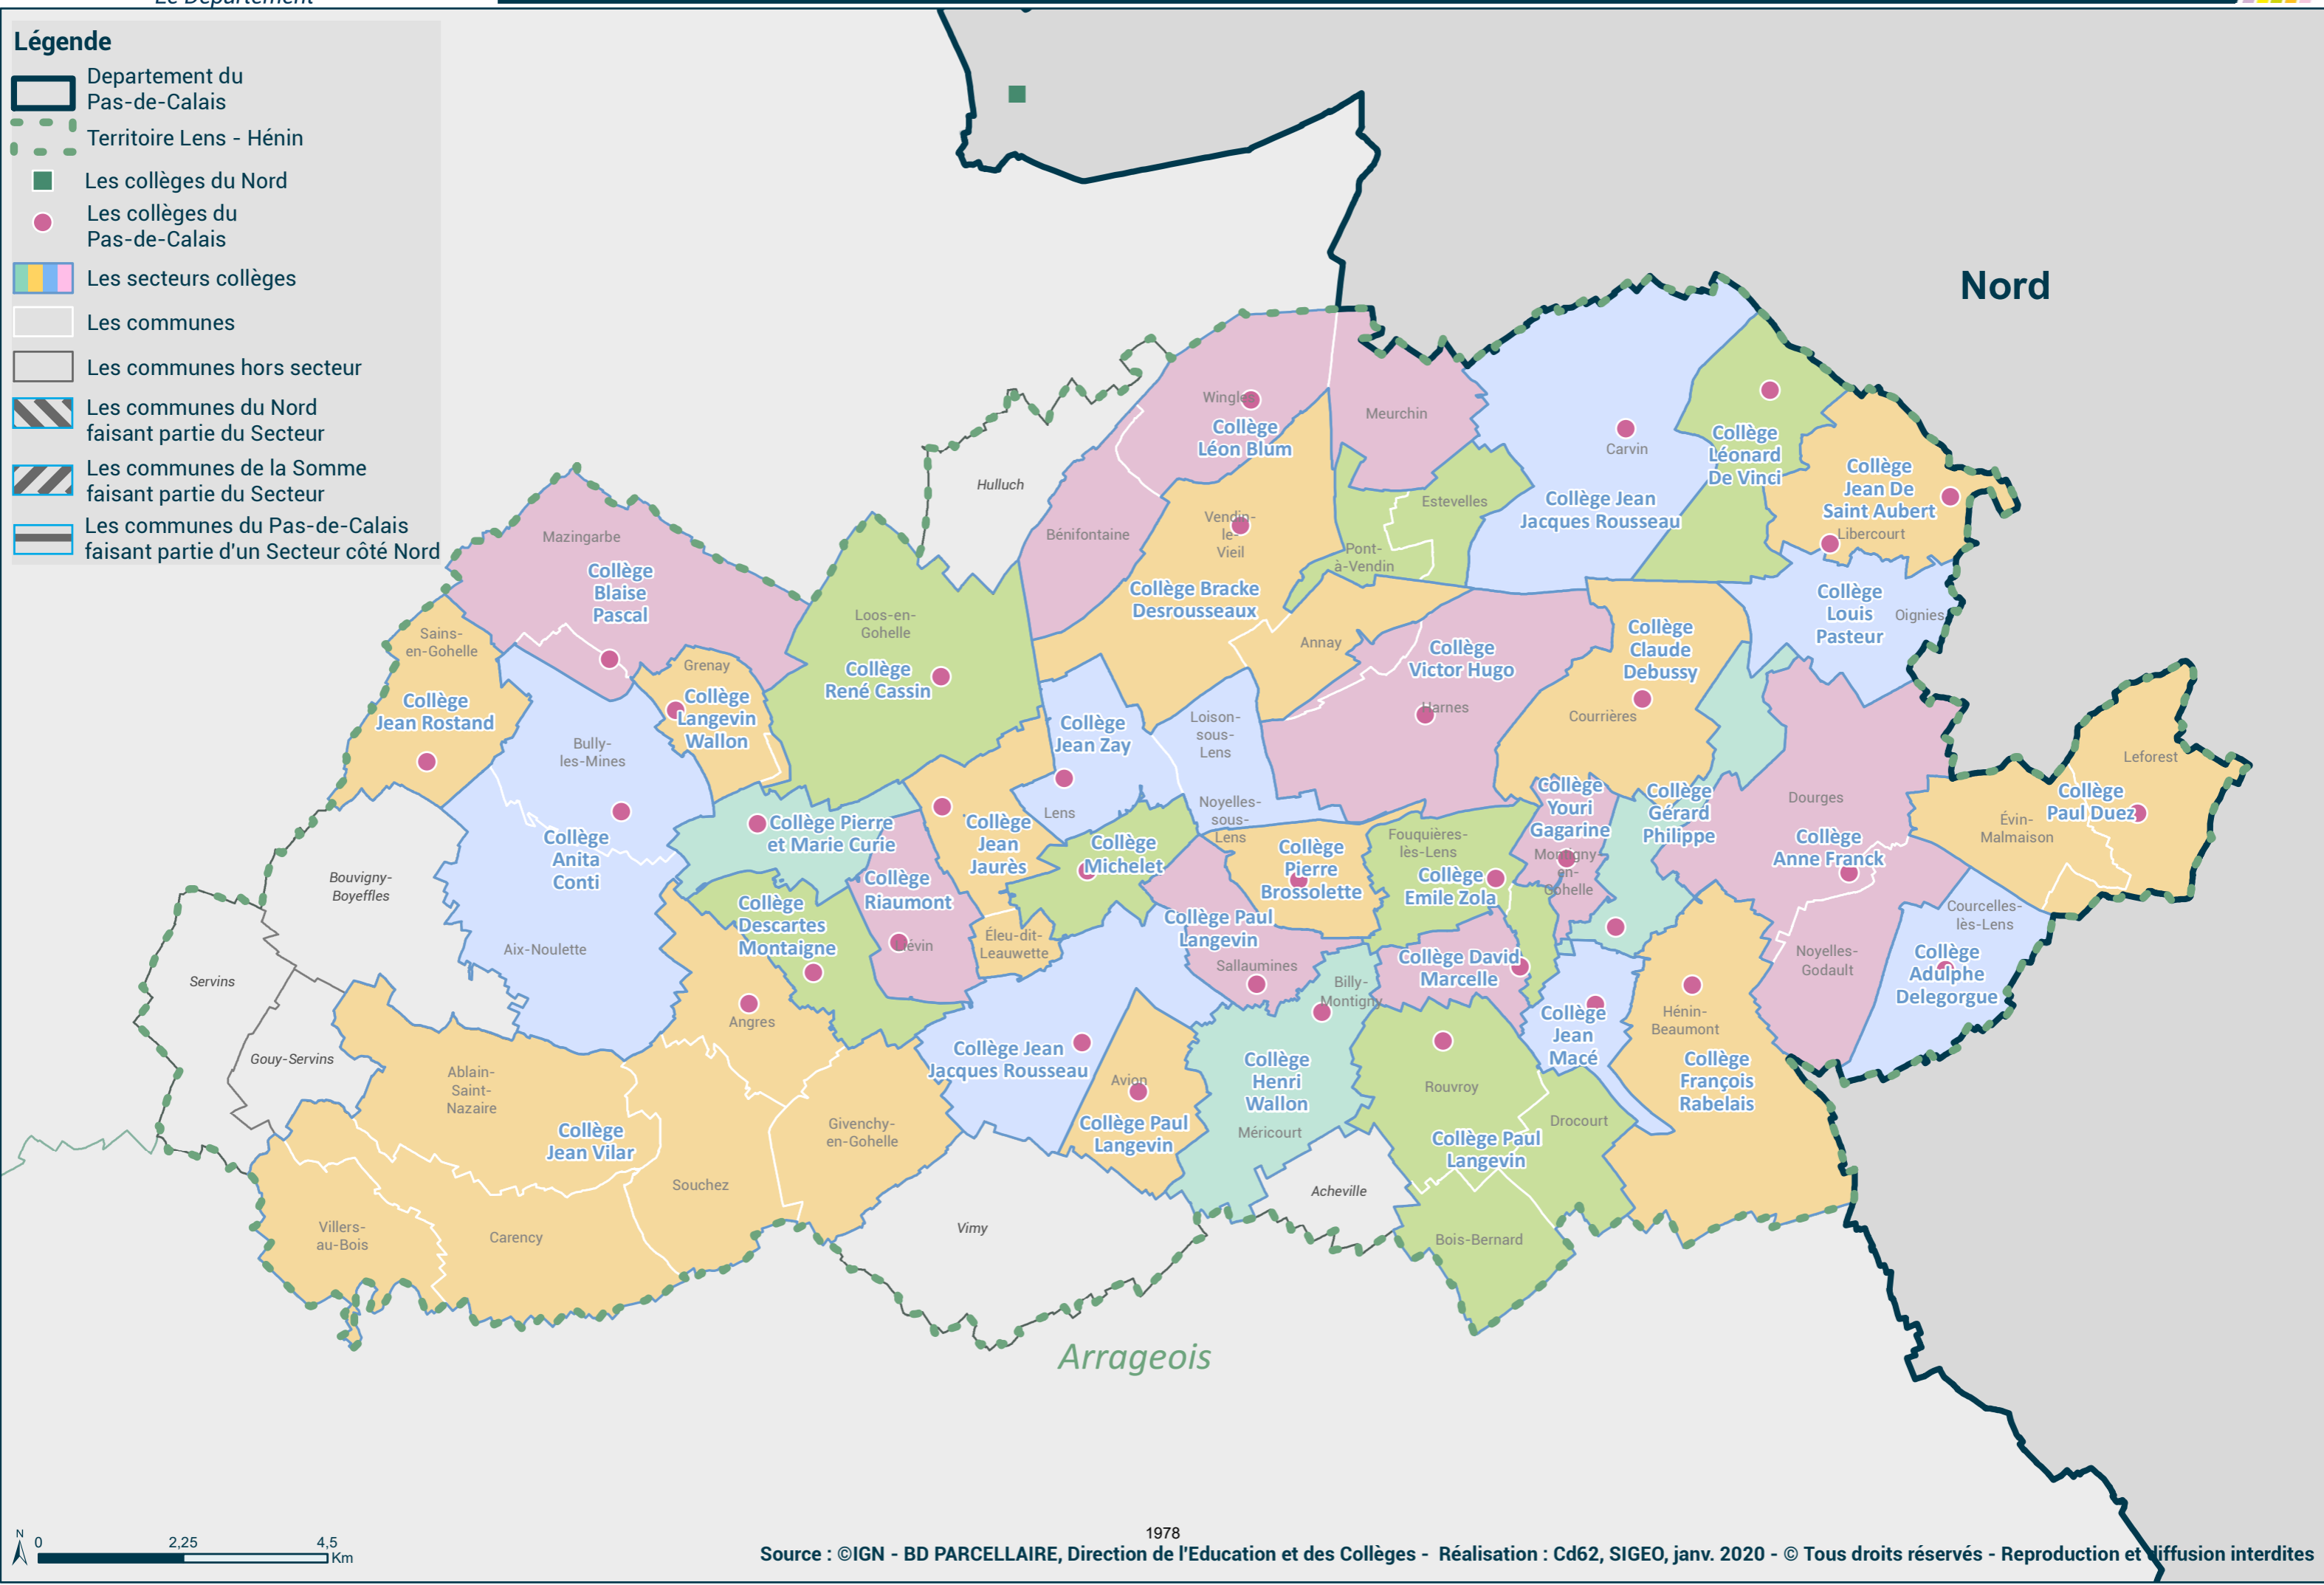 Le Département
Légende
Departement du
Pas-de-Calais
Territoire Lens - Hénin
Les collèges du Nord
Les collèges du
Pas-de-Calais
Les secteurs collèges
Les communes
Les communes hors secteur
Les communes du Nord
faisant partie du Secteur
Les communes de la Somme
faisant partie du Secteur
Les communes du Pas-de-Calais
faisant partie d'un Secteur côté Nord
Nord
Wingles
Collège
Léon Blum
Meurchin
Carvin
Collège
Léonard
De Vinci
Collège
Jean De
Saint Aubert
Libercourt
Hulluch
Bénifontaine
Vendin-
le-
Vieil
Estevelles
Collège Jean
Jacques Rousseau
Pont-
à-Vendin
Mazingarbe
Collège
Blaise
Pascal
Collège Bracke
Desrousseaux
Collège
Louis
Pasteur
Oignies
Sains-
en-Gohelle
Loos-en-
Gohelle
Annay
Collège
Victor Hugo
Collège
Claude
Debussy
Grenay
Collège
René Cassin
Collège
Jean Rostand
Collège
Langevin
Wallon
Collège
Jean Zay
Loison-
sous-
Lens
Harnes
Courrières
Bully-
les-Mines
Leforest
Lens
Noyelles-
sous-
Lens
Collège
Youri
Gagarine
Collège
Gérard
Philippe
Dourges
Évin-
Malmaison
Collège
Paul Duez
Collège
Anita
Conti
Collège Pierre
et Marie Curie
Collège
Jean
Jaurès
Collège
Michelet
Collège
Pierre
Brossolette
Fouquières-
lès-Lens
Collège
Emile Zola
Montigny-
en-
Gohelle
Collège
Anne Franck
Bouvigny-
Boyeffles
Collège
Riaumont
Collège
Descartes
Montaigne
Liévin
Éleu-dit-
Leauwette
Collège Paul
Langevin
Sallaumines
Courcelles-
lès-Lens
Aix-Noulette
Servins
Billy-
Montigny
Collège David
Marcelle
Noyelles-
Godault
Collège
Adulphe
Delegorgue
Angres
Hénin-
Beaumont
Gouy-Servins
Collège Jean
Jacques Rousseau
Collège
Jean
Macé
Ablain-
Saint-
Nazaire
Avion
Collège
Henri
Wallon
Rouvroy
Collège
François
Rabelais
Collège
Jean Vilar
Givenchy-
en-Gohelle
Collège Paul
Langevin
Méricourt
Drocourt
Collège Paul
Langevin
Souchez
Acheville
Villers-
au-Bois
Carency
Vimy
Bois-Bernard
Arrageois
N
0 2,25 4,5
Km
1978
Source : ©IGN - BD PARCELLAIRE, Direction de l'Education et des Collèges - Réalisation : Cd62, SIGEO, janv. 2020 - © Tous droits réservés - Reproduction et diffusion interdites